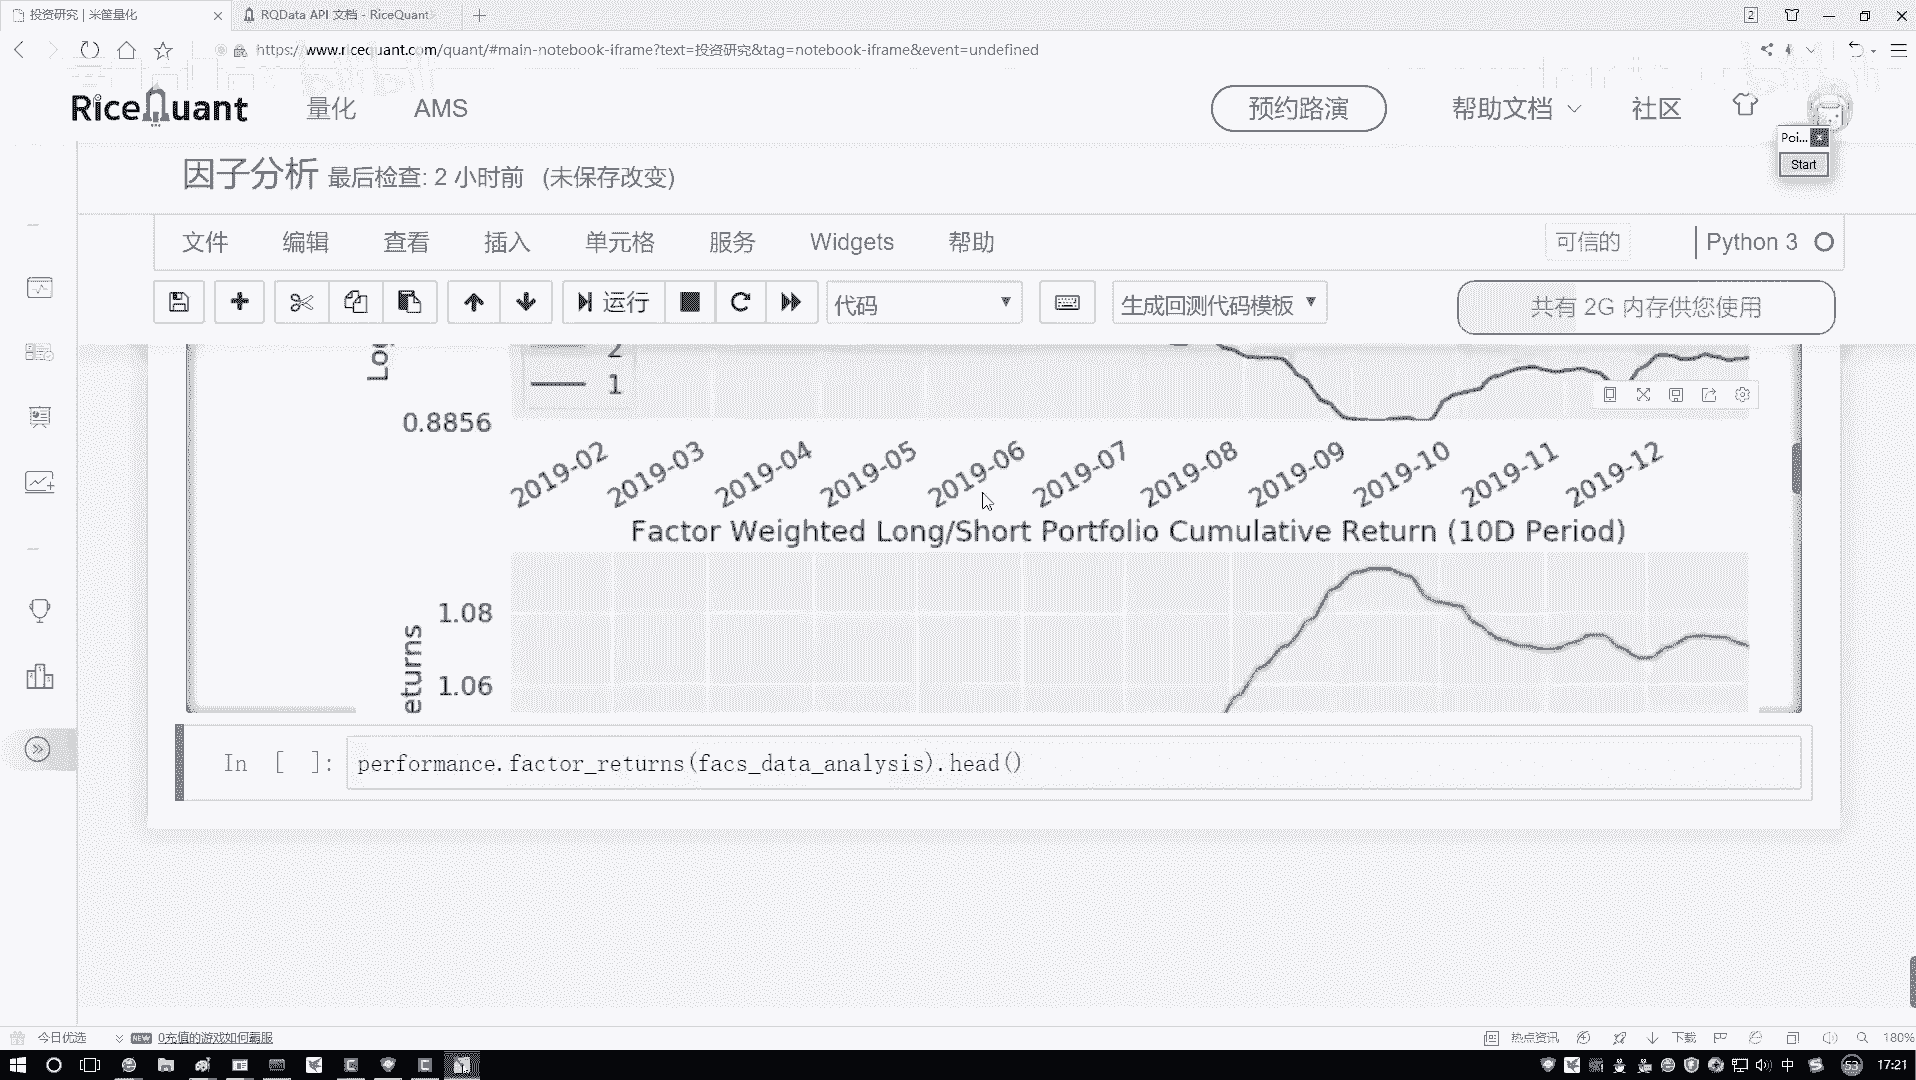 投资研究 | 米筐量化
RQData API 文档 - RiceQuant
2
https://www.ricequant.com/quant/#main-notebook-iframe?text=投资研究&tag=notebook-iframe&event=undefined
RiceQuant
量化
AMS
预约路演
帮助文档
社区
Poi...
Start
因子分析 最后检查: 2 小时前 (未保存改变)
文件
编辑
查看
插入
单元格
服务
Widgets
帮助
可信的
Python 3
运行
代码
生成回测代码模板
共有 2G 内存供您使用
2
1
0.8856
2019-02
2019-03
2019-04
2019-05
2019-06
2019-07
2019-08
2019-09
2019-10
2019-11
2019-12
Factor Weighted Long/Short Portfolio Cumulative Return (10D Period)
1.08
1.06
In [ ]:
performance.factor_returns(facs_data_analysis).head()
今日优选
NEW
0充值的游戏如何霸服
热点资讯
下载
180%
中
53
17:21